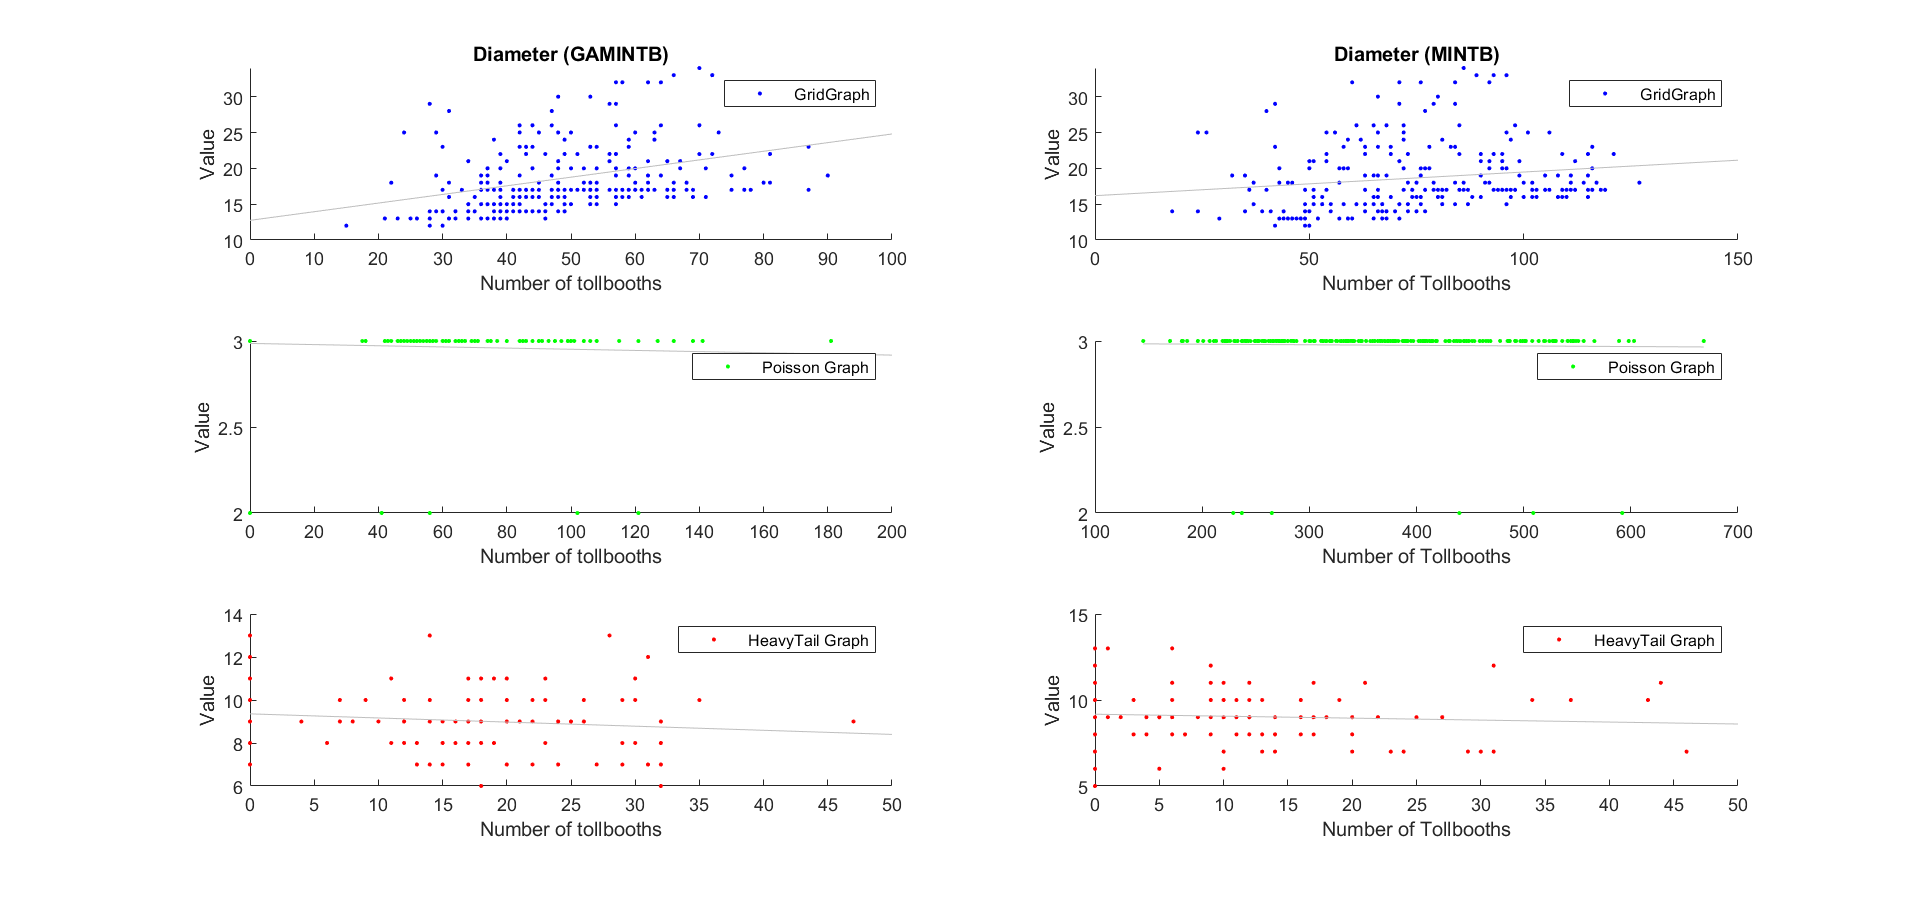 Diameter (GAMINTB)
GridGraph
30
25
20
15
10
Value
0 10 20 30 40 50 60 70 80 90 100
Number of tollbooths
Diameter (MINTB)
GridGraph
30
25
20
15
10
Value
0 50 100 150
Number of Tollbooths
Poisson Graph
3
2.5
2
Value
0 20 40 60 80 100 120 140 160 180 200
Number of tollbooths
Poisson Graph
3
2.5
2
Value
100 200 300 400 500 600 700
Number of Tollbooths
HeavyTail Graph
14
12
10
8
6
Value
0 5 10 15 20 25 30 35 40 45 50
Number of tollbooths
HeavyTail Graph
15
10
5
Value
0 5 10 15 20 25 30 35 40 45 50
Number of Tollbooths